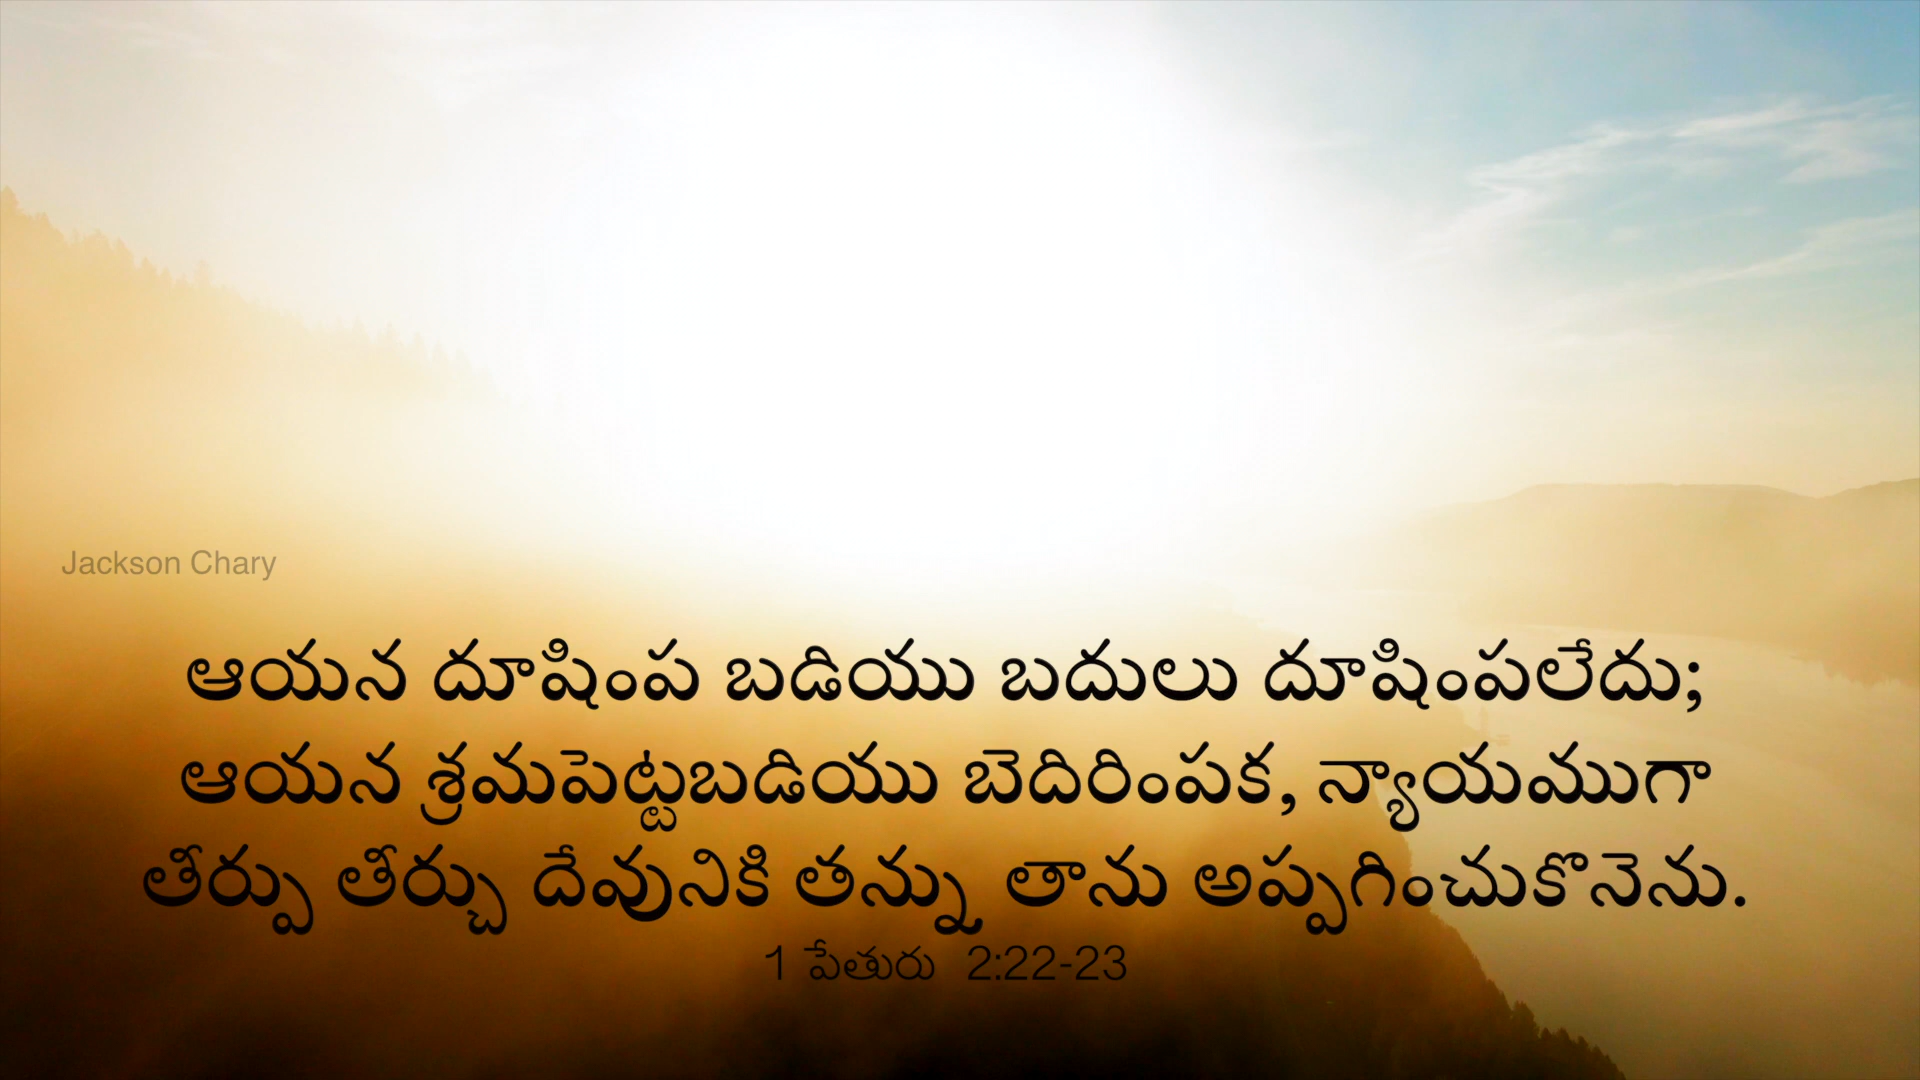 Jackson Chary
ఆయన దూషింప బడియు బదులు దూషింపలేదు;
ఆయన శ్రమపెట్టబడియు బెదిరింపక, న్యాయముగా
తీర్పు తీర్చు దేవునికి తన్ను తాను అప్పగించుకొనెను.
1 పేతురు 2:22-23